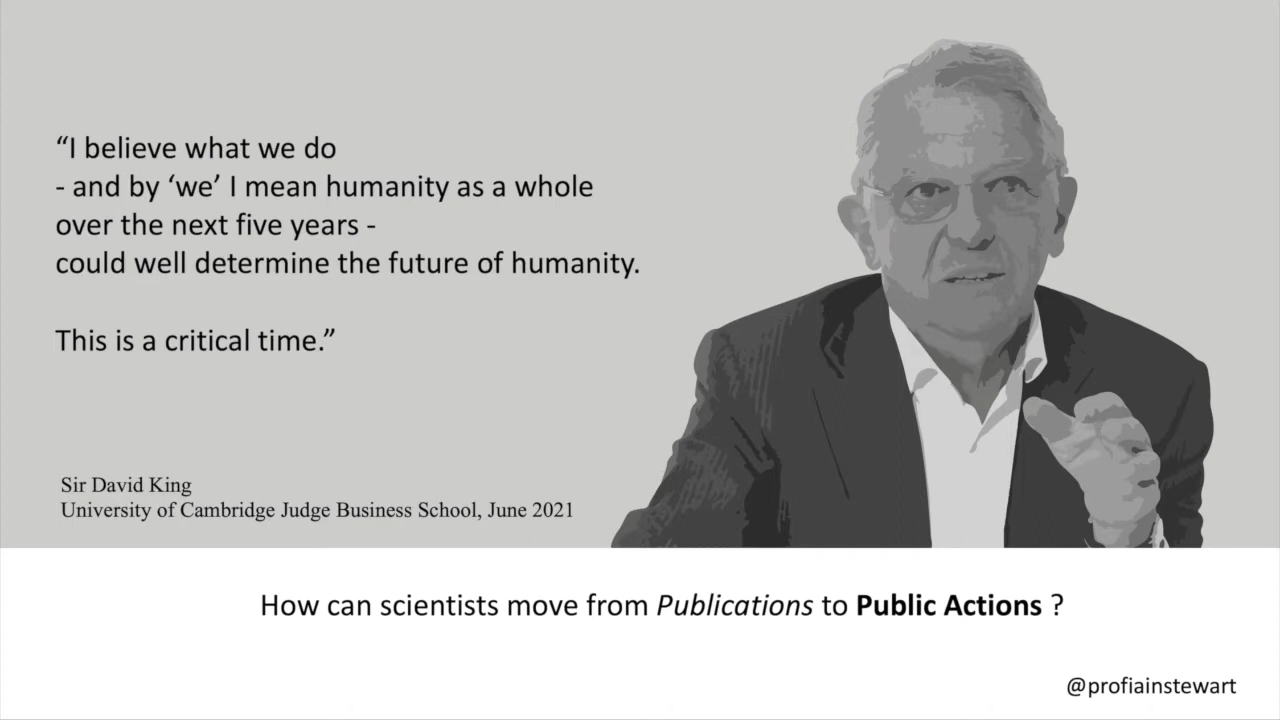 “I believe what we do
- and by ‘we’ I mean humanity as a whole
over the next five years -
could well determine the future of humanity.
This is a critical time.”
Sir David King
University of Cambridge Judge Business School, June 2021
How can scientists move from Publications to Public Actions ?
@profiainstewart